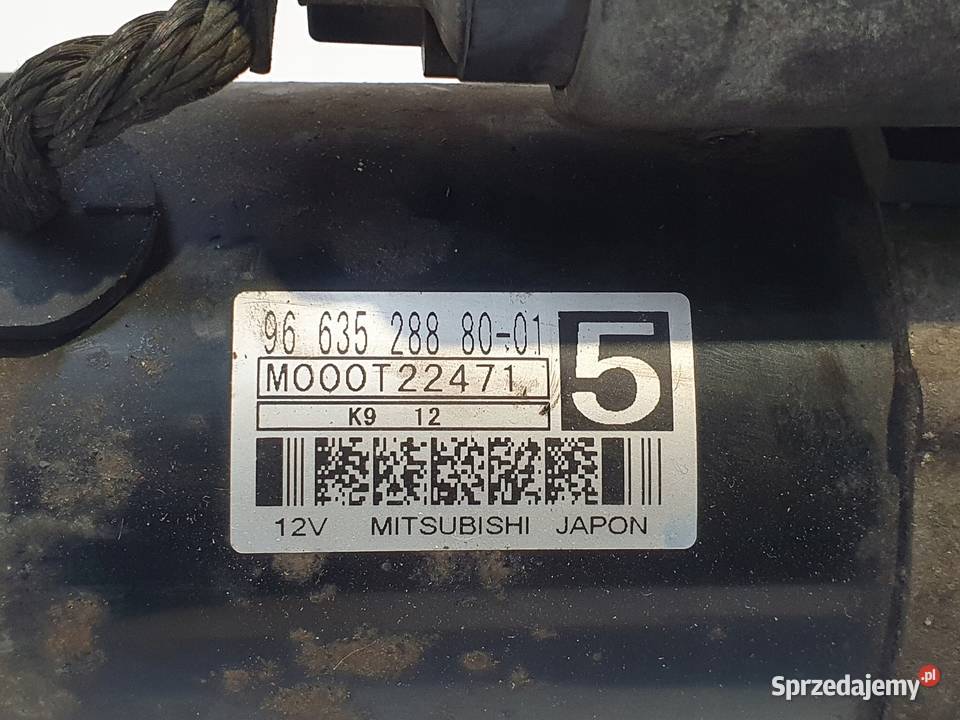 96 635 288 80-01
5
M000T22471
K9 12
12V MITSUBISHI JAPON
Sprzedajemy.pl